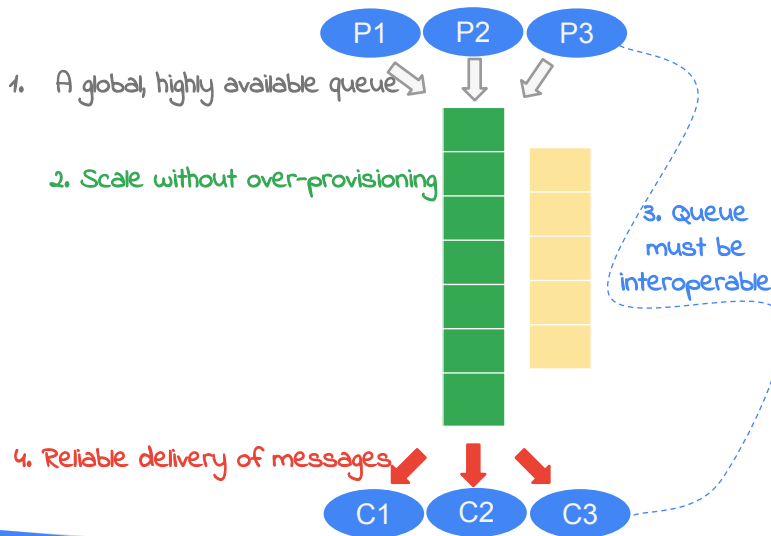 P1 P2 P3
1. A global, highly available queue
2. Scale without over-provisioning
3. Queue
must be
interoperable
4. Reliable delivery of messages
C1 C2 C3